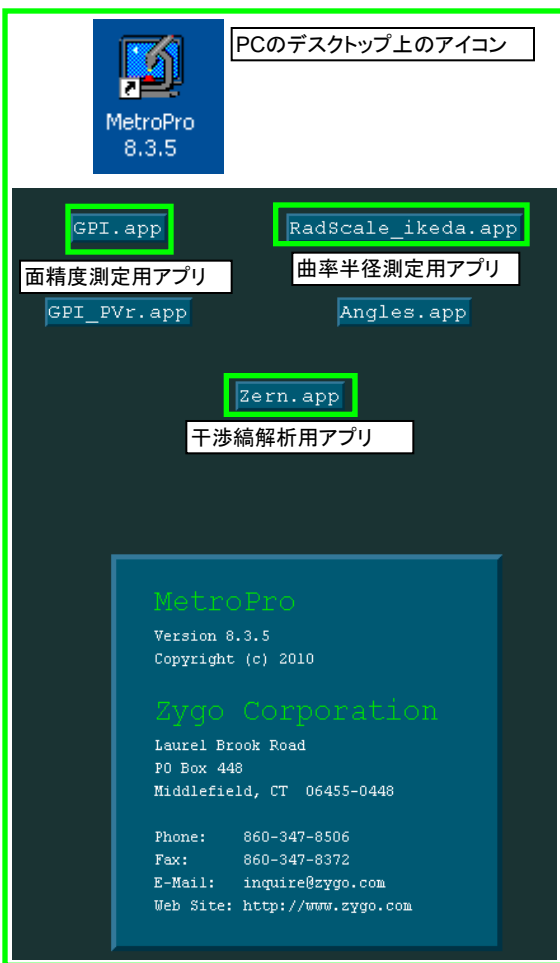 PCのデスクトップ上のアイコン
MetroPro
8.3.5
GPI.app
RadScale_ikeda.app
面精度測定用アプリ
曲率半径測定用アプリ
GPI_PVr.app
Angles.app
Zern.app
干渉縞解析用アプリ
MetroPro
Version 8.3.5
Copyright (c) 2010
Zygo Corporation
Laurel Brook Road
PO Box 448
Middlefield, CT 06455-0448
Phone: 860-347-8506
Fax: 860-347-8372
E-Mail: inquire@zygo.com
Web Site: http://www.zygo.com